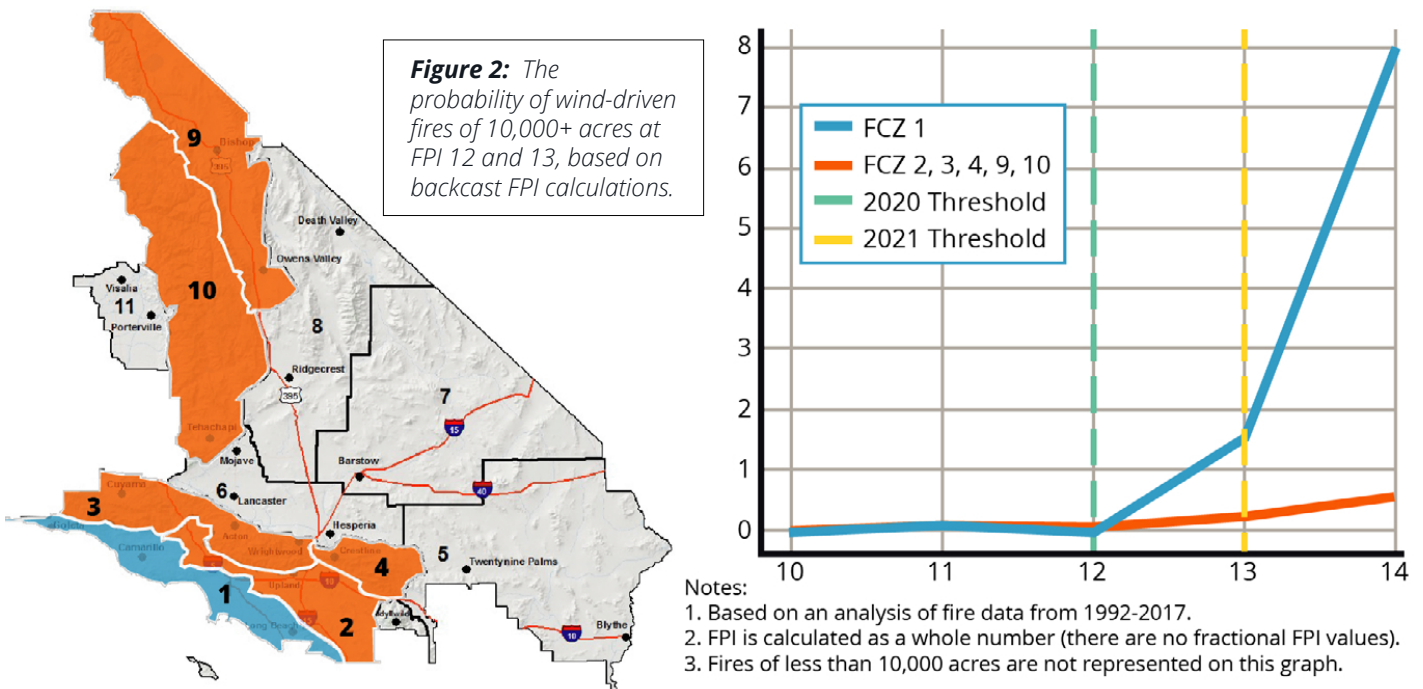 Figure 2: The
probability of wind-driven
fires of 10,000+ acres at
FPI 12 and 13, based on
backcast FPI calculations.
9
Bishop
395
Death Valley
Owens Valley
10
Visalia
11
Porterville
8
Ridgecrest
395
7
15
Tehachapi
Mojave
Barstow
40
Cuyama
3
6
Lancaster
Acton
Hesperia
Wrightwood
Crestline
5
Twentynine Palms
4
Goleta
Camarillo
5
Upland
10
1
Long Beach
2
Idyllwild
10
Blythe
8
7
6
5
4
3
2
1
0
10
11
12
13
14
FCZ 1
FCZ 2, 3, 4, 9, 10
2020 Threshold
2021 Threshold
Notes:
1. Based on an analysis of fire data from 1992-2017.
2. FPI is calculated as a whole number (there are no fractional FPI values).
3. Fires of less than 10,000 acres are not represented on this graph.